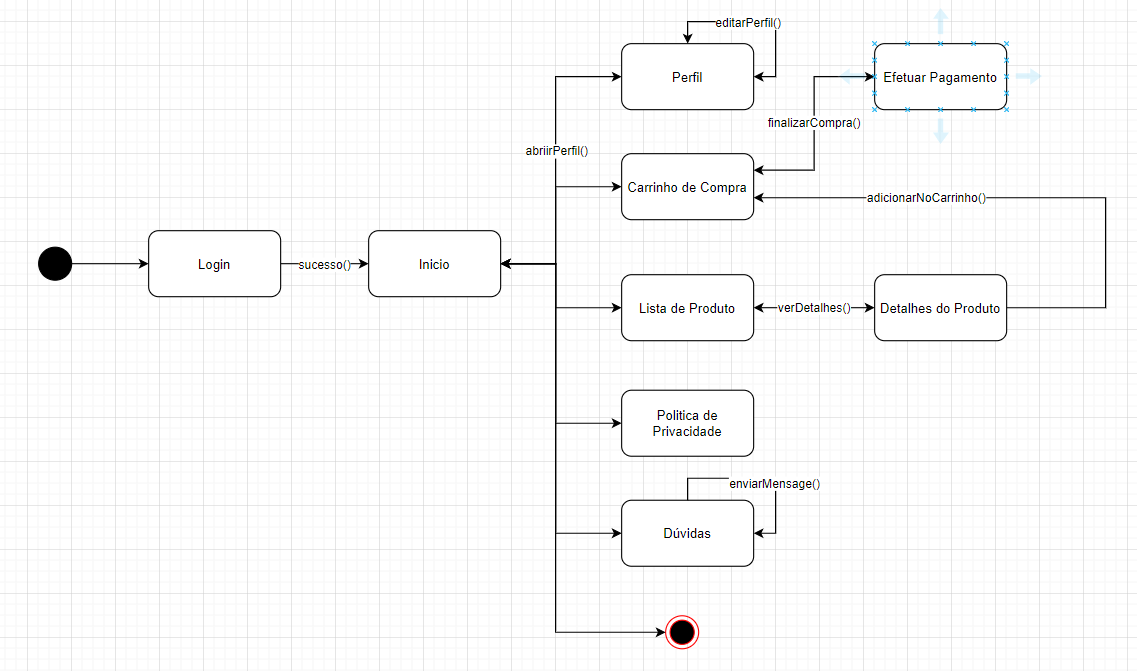 editarPerfil()
Perfil
Efetuar Pagamento
finalizarCompra()
abriirPerfil()
Carrinho de Compra
adicionarNoCarrinho()
Login
sucesso()
Inicio
Lista de Produto
verDetalhes()
Detalhes do Produto
Politica de
Privacidade
enviarMensage()
Dúvidas